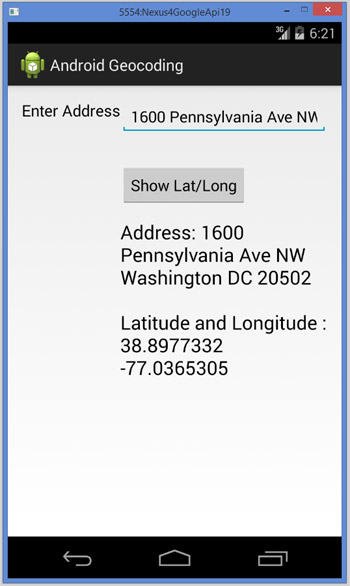 5554:Nexus4GoogleApi19
3G 6:21
Android Geocoding
Enter Address 1600 Pennsylvania Ave NW
Show Lat/Long
Address: 1600
Pennsylvania Ave NW
Washington DC 20502
Latitude and Longitude :
38.8977332
-77.0365305